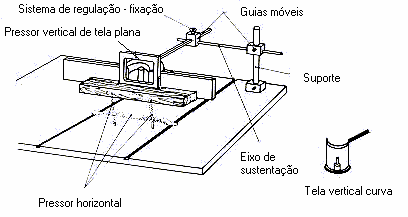 Sistema de regulação - fixação
Guias móveis
Pressor vertical de tela plana
Suporte
Eixo de
sustentação
Pressor horizontal
Tela vertical curva